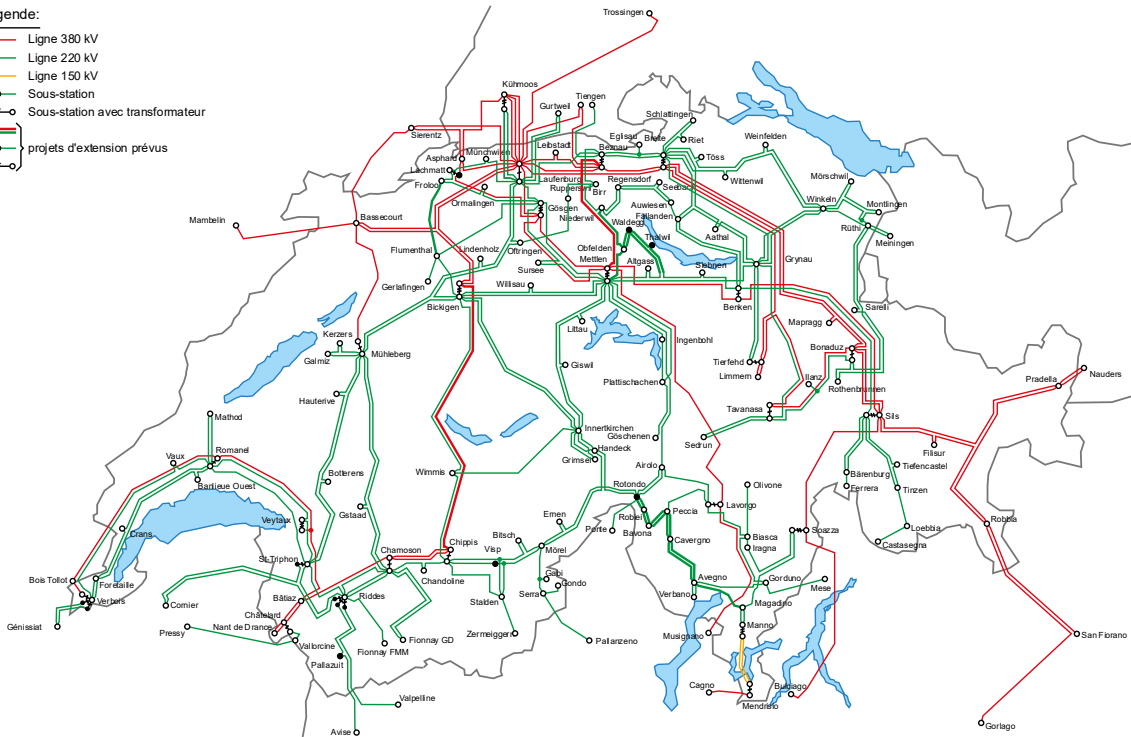 gende:
Ligne 380 kV
Ligne 220 kV
Ligne 150 kV
Sous-station
Sous-station avec transformateur
projets d'extension prévus
Trossingen
Kühmoos
Tiengen
Gurtweil
Schlattingen
Sierentz
Eglisau
Breite
Riet
Weinfelden
Leibstadt
Beznau
Asphard
Münchwilen
Töss
Lachmatt
Froloo
Laufenburg
Regensdorf
Seebach
Wittenwil
Mörschwil
Rupperswil
Birr
Ormalingen
Gösgen
Niederwil
Auwiesen
Fällanden
Winkeln
Montlingen
Mambelin
Bassecourt
Waldegg
Thalwil
Aathal
Rüthi
Meiningen
Flumenthal
Lindenholz
Oftringen
Obfelden
Mettlen
Altgass
Siebnen
Grynau
Sursee
Gerlafingen
Willisau
Bickigen
Benken
Sarelli
Littau
Mapragg
Kerzers
Ingenbohl
Bonaduz
Galmiz
Mühleberg
Giswil
Tierfehd
Limmern
Ilanz
Rothenbrunnen
Nauders
Pradella
Plattischachen
Hauterive
Tavanasa
Mathod
Innertkirchen
Göschenen
Sedrun
Sils
Handeck
Grimsel
Filisur
Romanel
Vaux
Wimmis
Airolo
Tiefencastel
Bärenburg
Banlieue Ouest
Botterens
Rotondo
Olivone
Ferrera
Tinzen
Gstaad
Robiei
Peccia
Lavorgo
Veytaux
Ernen
Ponte
Bavona
Soazza
Loebbia
Robbia
Crans
Bitsch
Cavergno
Biasca
Iragna
Castasegna
St-Triphon
Chamoson
Chippis
Visp
Mörel
Bois Tollot
Foretaille
Chandoline
Gabi
Gondo
Avegno
Gorduno
Mese
Verbois
Cornier
Bâtiaz
Riddes
Stalden
Serra
Verbano
Magadino
Châtelard
Génissiat
Pressy
Nant de Drance
Zermeiggern
Pallanzeno
Musignano
Manno
San Fiorano
Vallorcine
Fionnay GD
Fionnay FMM
Pallazuit
Cagno
Bulciago
Mendrisio
Valpelline
Gorlago
Avise